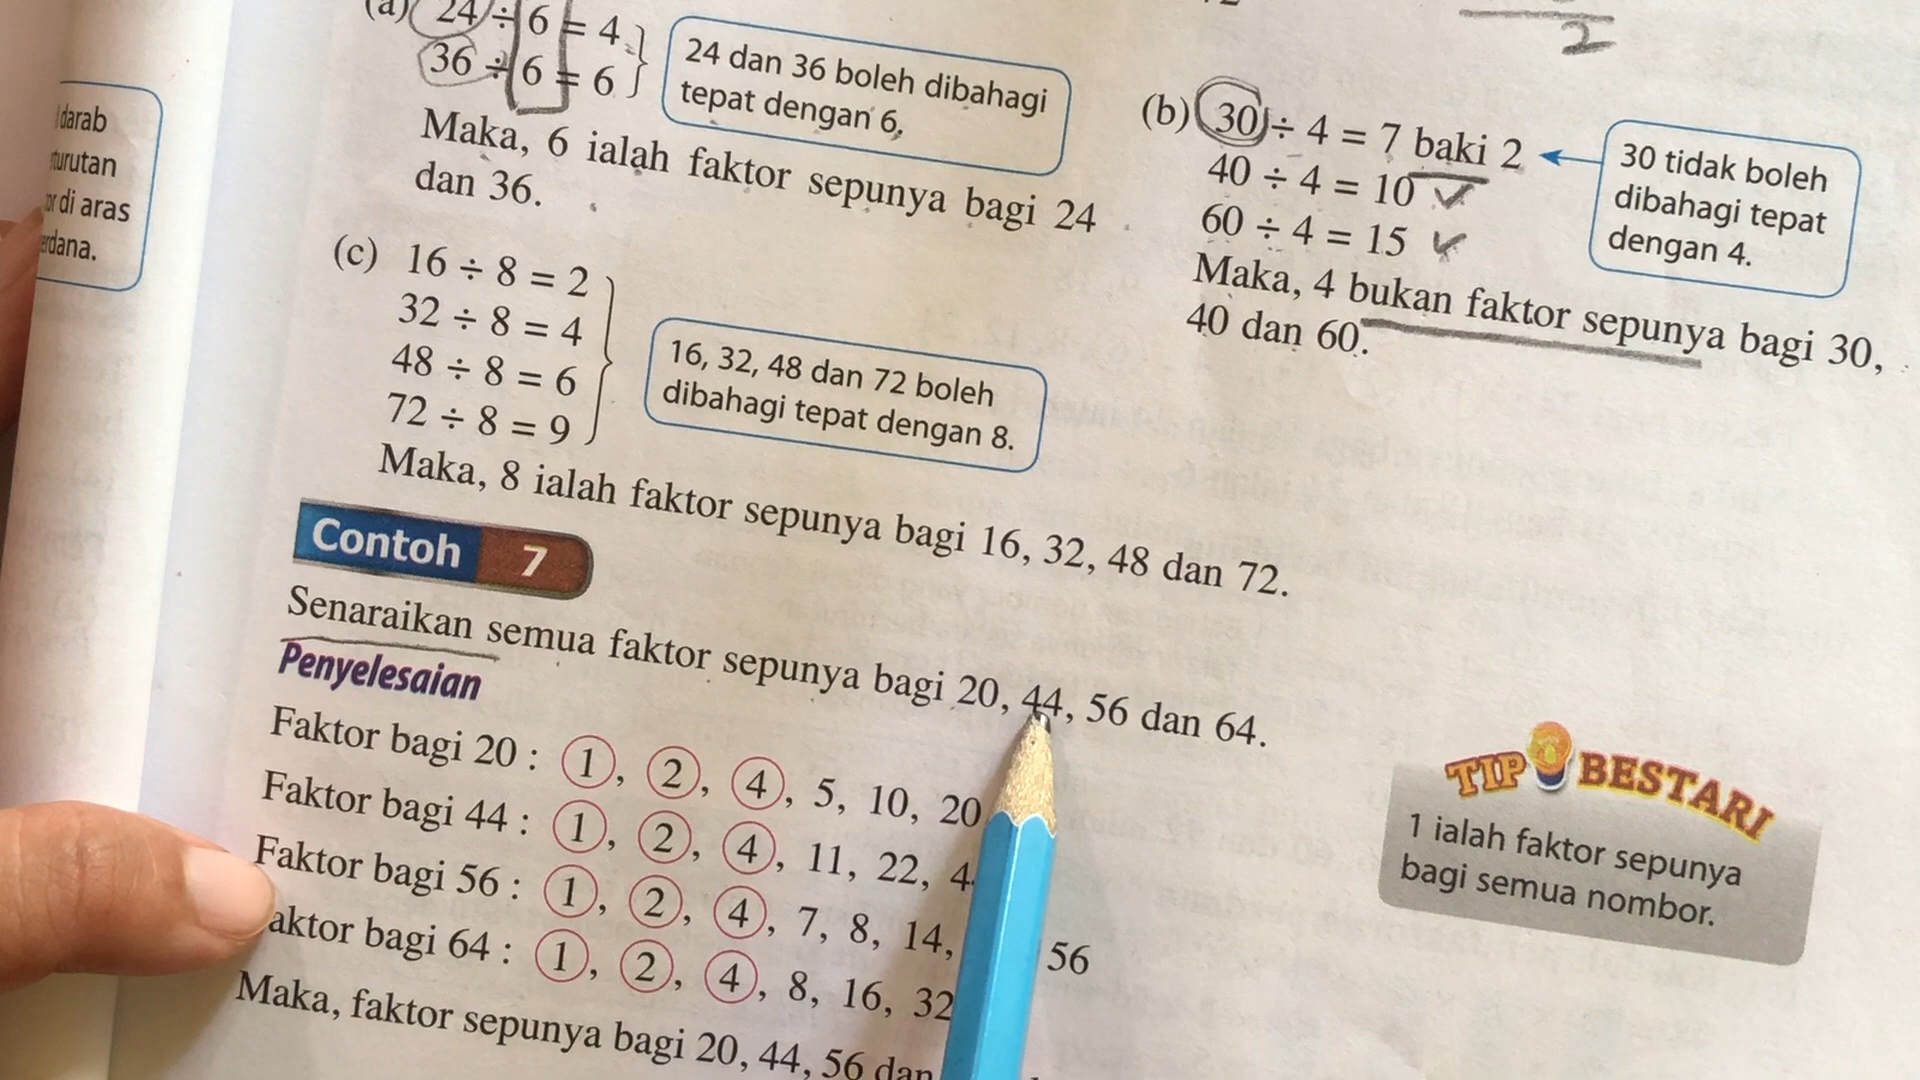 (a) 24 ÷ 6 = 4
36 ÷ 6 = 6
24 dan 36 boleh dibahagi
tepat dengan 6.
Maka, 6 ialah faktor sepunya bagi 24
dan 36.
2
(b) 30 ÷ 4 = 7 baki 2
40 ÷ 4 = 10
60 ÷ 4 = 15
30 tidak boleh
dibahagi tepat
dengan 4.
Maka, 4 bukan faktor sepunya bagi 30,
40 dan 60.
darab
turutan
di aras
(c) 16 ÷ 8 = 2
32 ÷ 8 = 4
48 ÷ 8 = 6
72 ÷ 8 = 9
16, 32, 48 dan 72 boleh
dibahagi tepat dengan 8.
Maka, 8 ialah faktor sepunya bagi 16, 32, 48 dan 72.
Contoh 7
Senaraikan semua faktor sepunya bagi 20, 44, 56 dan 64.
Penyelesaian
Faktor bagi 20 : 1, 2, 4, 5, 10, 20
Faktor bagi 44 : 1, 2, 4, 11, 22, 4
Faktor bagi 56 : 1, 2, 4, 7, 8, 14, 56
aktor bagi 64 : 1, 2, 4, 8, 16, 32
Maka, faktor sepunya bagi 20, 44, 56 dan
TIP BESTARI
1 ialah faktor sepunya
bagi semua nombor.